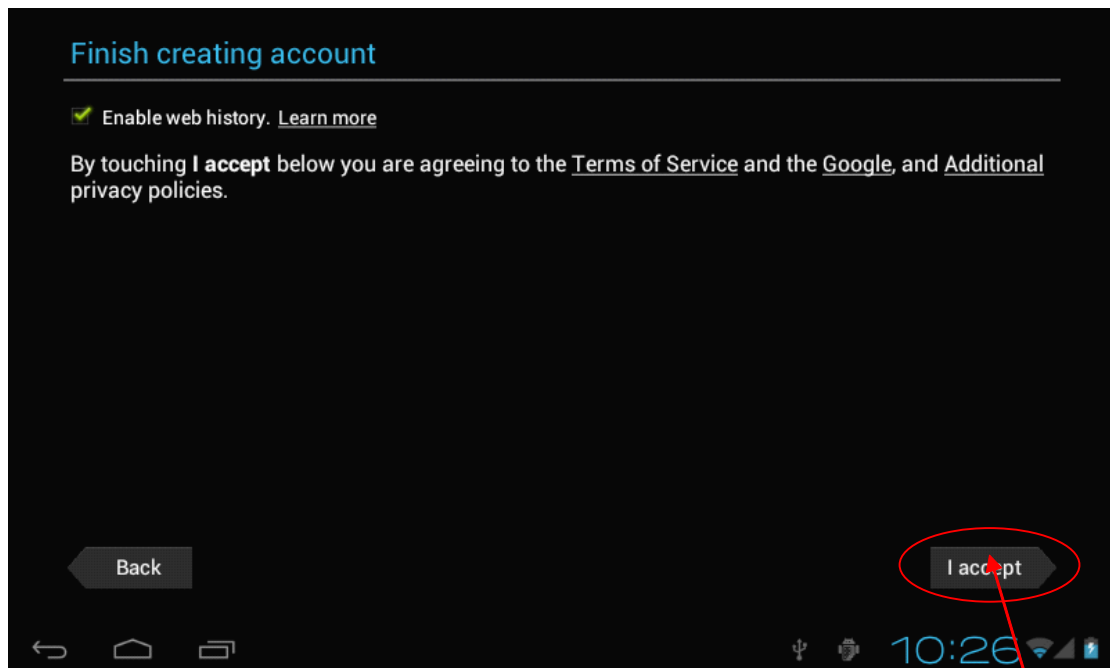 Finish creating account
Enable web history. Learn more
By touching I accept below you are agreeing to the Terms of Service and the Google, and Additional
privacy policies.
Back
I accept
10:26